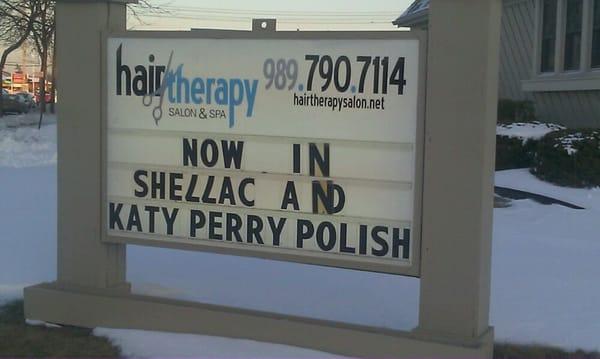 hair therapy 989.790.7114
SALON & SPA
hairtherapysalon.net
NOW IN
SHELLAC AND
KATY PERRY POLISH